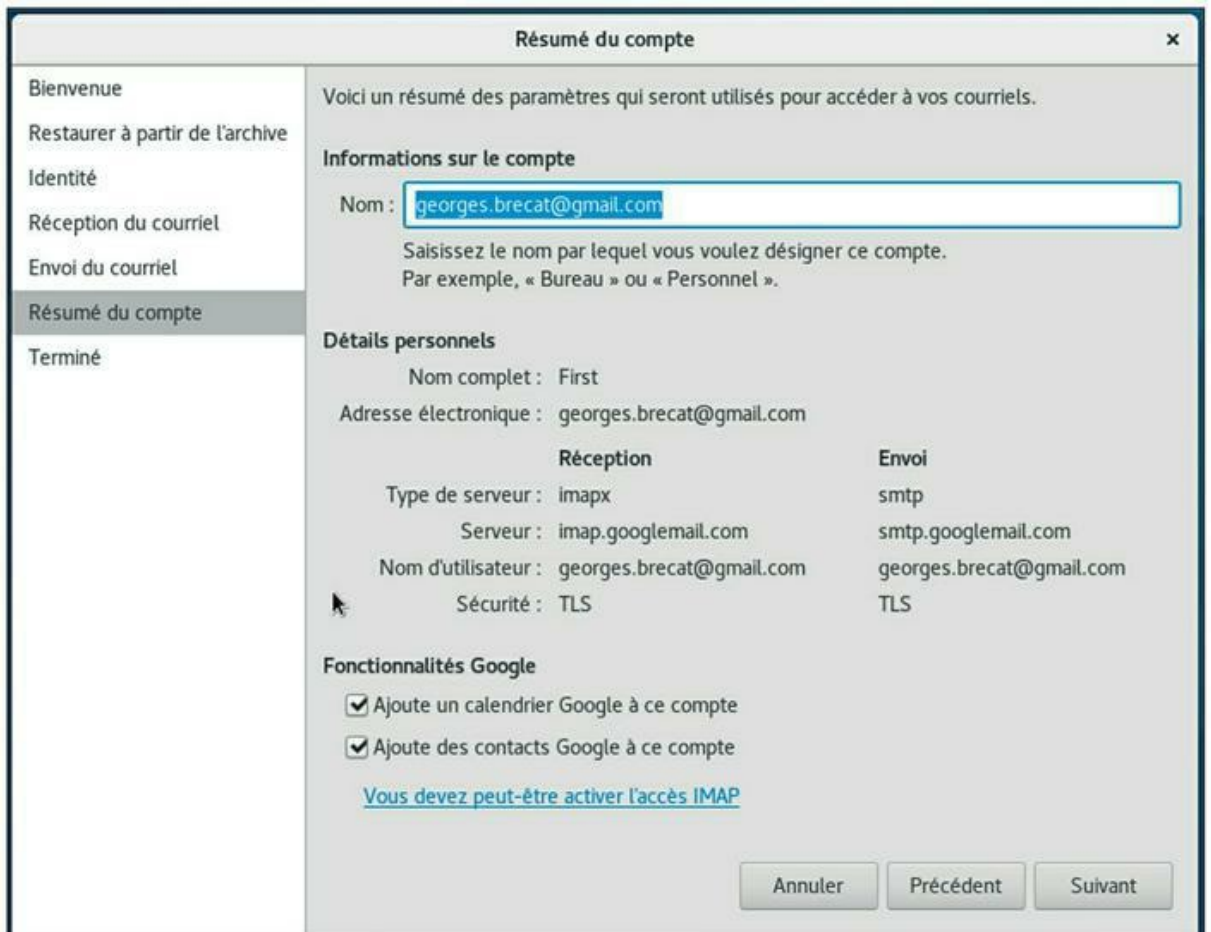 Résumé du compte
Bienvenue
Restaurer à partir de l'archive
Identité
Réception du courriel
Envoi du courriel
Résumé du compte
Terminé
Voici un résumé des paramètres qui seront utilisés pour accéder à vos courriels.
Informations sur le compte
Nom : georges.brecat@gmail.com
Saisissez le nom par lequel vous voulez désigner ce compte.
Par exemple, « Bureau » ou « Personnel ».
Détails personnels
Nom complet : First
Adresse électronique : georges.brecat@gmail.com
Réception Envoi
Type de serveur : imapx smtp
Serveur : imap.googlemail.com smtp.googlemail.com
Nom d'utilisateur : georges.brecat@gmail.com georges.brecat@gmail.com
Sécurité : TLS TLS
Fonctionnalités Google
Ajoute un calendrier Google à ce compte
Ajoute des contacts Google à ce compte
Vous devez peut-être activer l'accès IMAP
Annuler Précédent Suivant